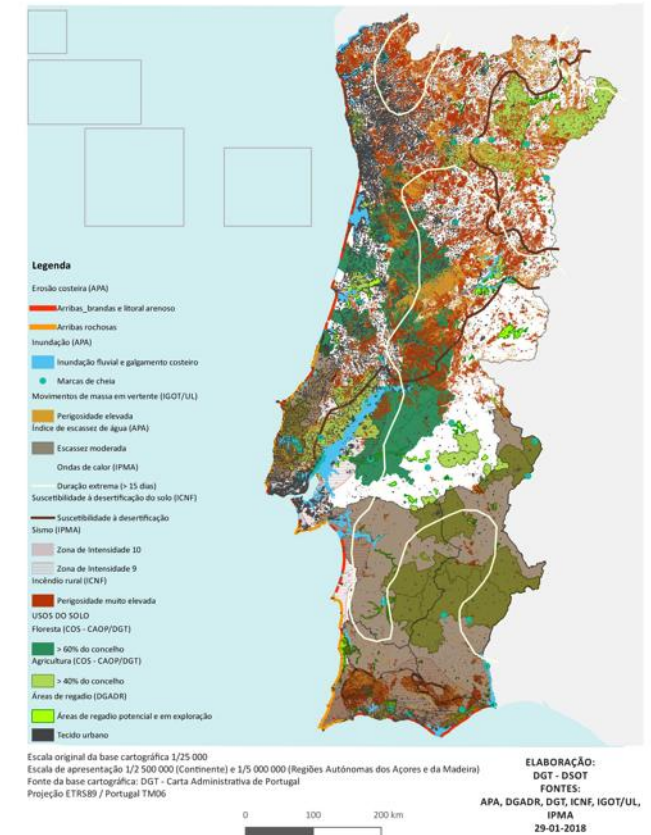 Legenda
Erosão costeira (APA)
Arribas_brandas e litoral arenoso
Arribas rochosas
Inundação (APA)
Inundação fluvial e galgamento costeiro
Marcas de cheia
Movimentos de massa em vertente (IGOT/UL)
Perigosidade elevada
Índice de escassez de água (APA)
Escassez moderada
Ondas de calor (IPMA)
Duração extrema (> 15 dias)
Suscetibilidade à desertificação do solo (ICNF)
Suscetibilidade à desertificação
Sismo (IPMA)
Zona de Intensidade 10
Zona de Intensidade 9
Incêndio rural (ICNF)
Perigosidade muito elevada
USOS DO SOLO
Floresta (COS - CAOP/DGT)
> 60% do concelho
Agricultura (COS - CAOP/DGT)
> 40% do concelho
Áreas de regadio (DGADR)
Áreas de regadio potencial e em exploração
Tecido urbano
Escala original da base cartográfica 1/25 000
Escala de apresentação 1/2 500 000 (Continente) e 1/5 000 000 (Regiões Autónomas dos Açores e da Madeira)
Fonte da base cartográfica: DGT - Carta Administrativa de Portugal
Projeção ETRS89 / Portugal TM06
0 100 200 km
ELABORAÇÃO:
DGT - DSOT
FONTES:
APA, DGADR, DGT, ICNF, IGOT/UL,
IPMA
29-01-2018